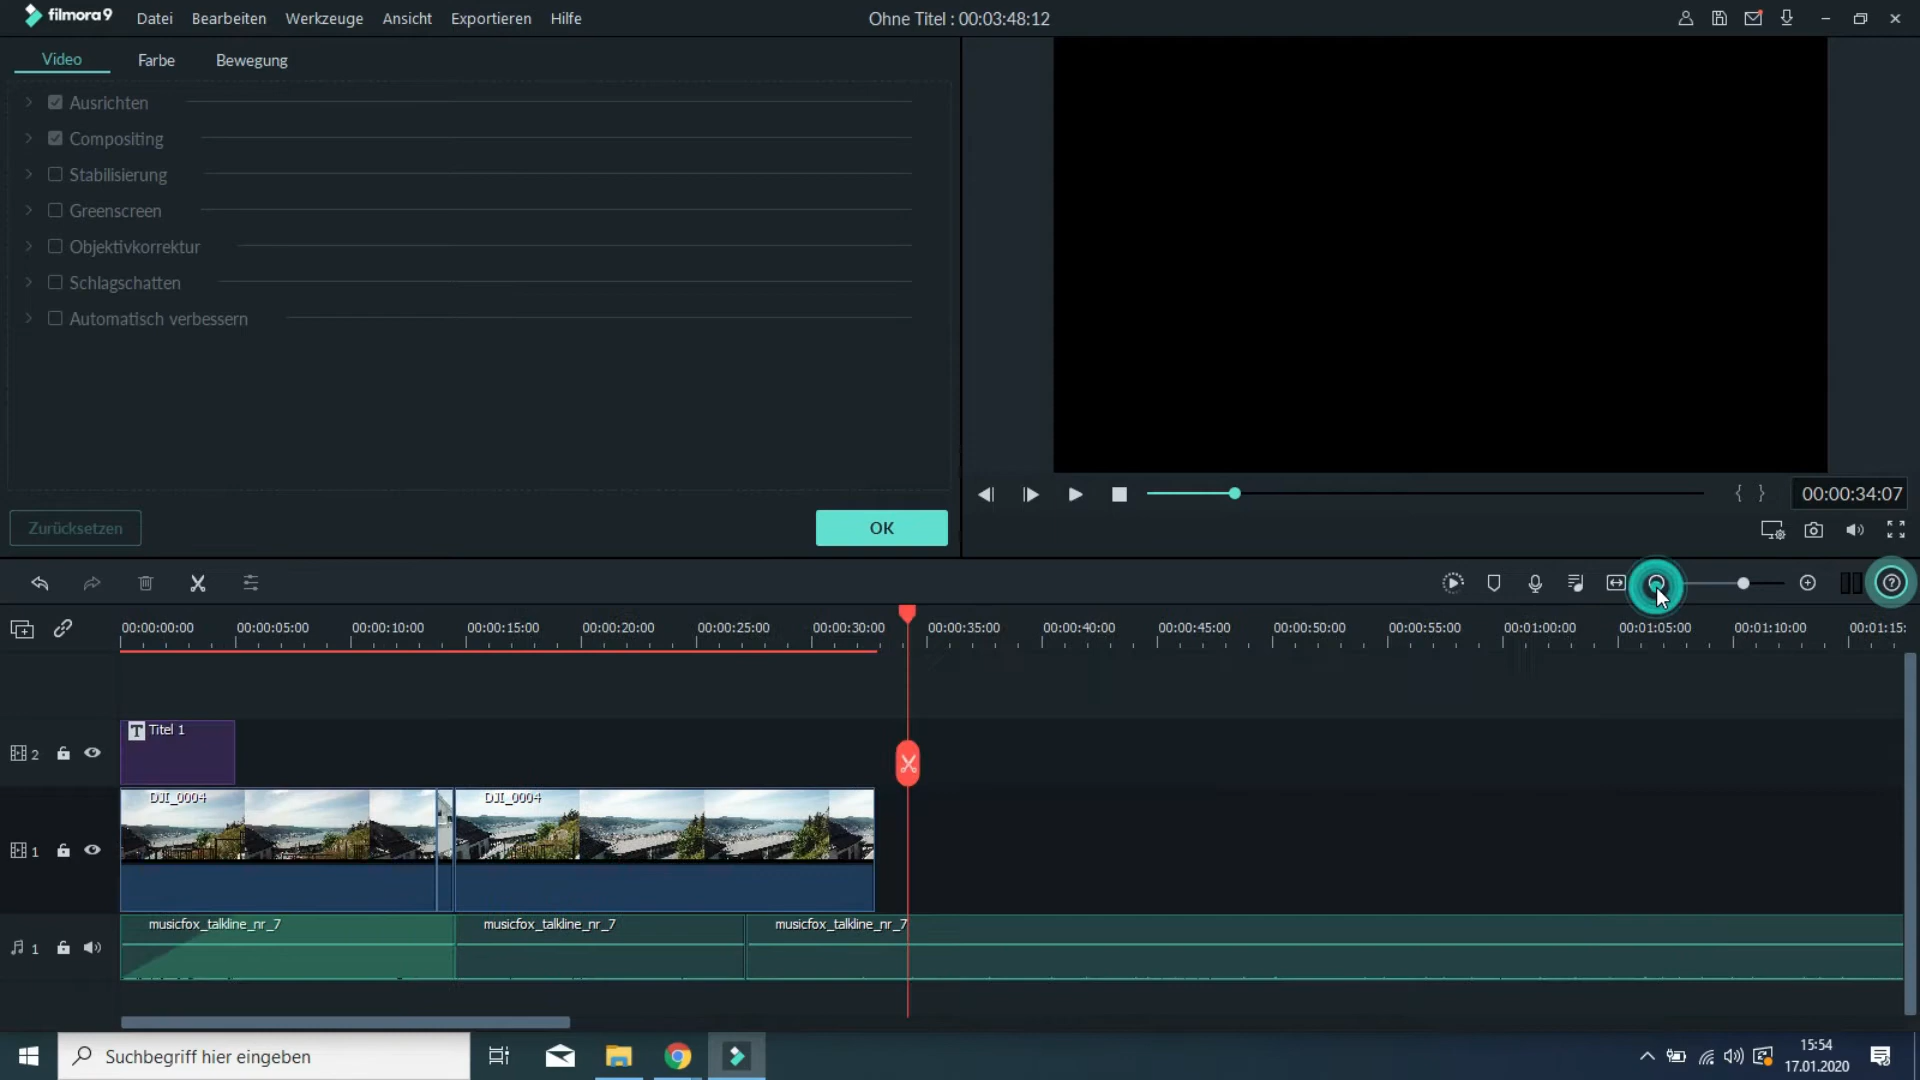 filmora9
Datei Bearbeiten Werkzeuge Ansicht Exportieren Hilfe
Ohne Titel : 00:03:48:12
Video Farbe Bewegung
Ausrichten
Compositing
Stabilisierung
Greenscreen
Objektivkorrektur
Schlagschatten
Automatisch verbessern
Zurücksetzen
OK
{ } 00:00:34:07
00:00:00:00 00:00:05:00 00:00:10:00 00:00:15:00 00:00:20:00 00:00:25:00 00:00:30:00 00:00:35:00 00:00:40:00 00:00:45:00 00:00:50:00 00:00:55:00 00:01:00:00 00:01:05:00 00:01:10:00 00:01:15:
T Titel 1
2
DJI_0004 DJI_0004
1
musicfox_talkline_nr_7 musicfox_talkline_nr_7 musicfox_talkline_nr_7
1
Suchbegriff hier eingeben
15:54
17.01.2020